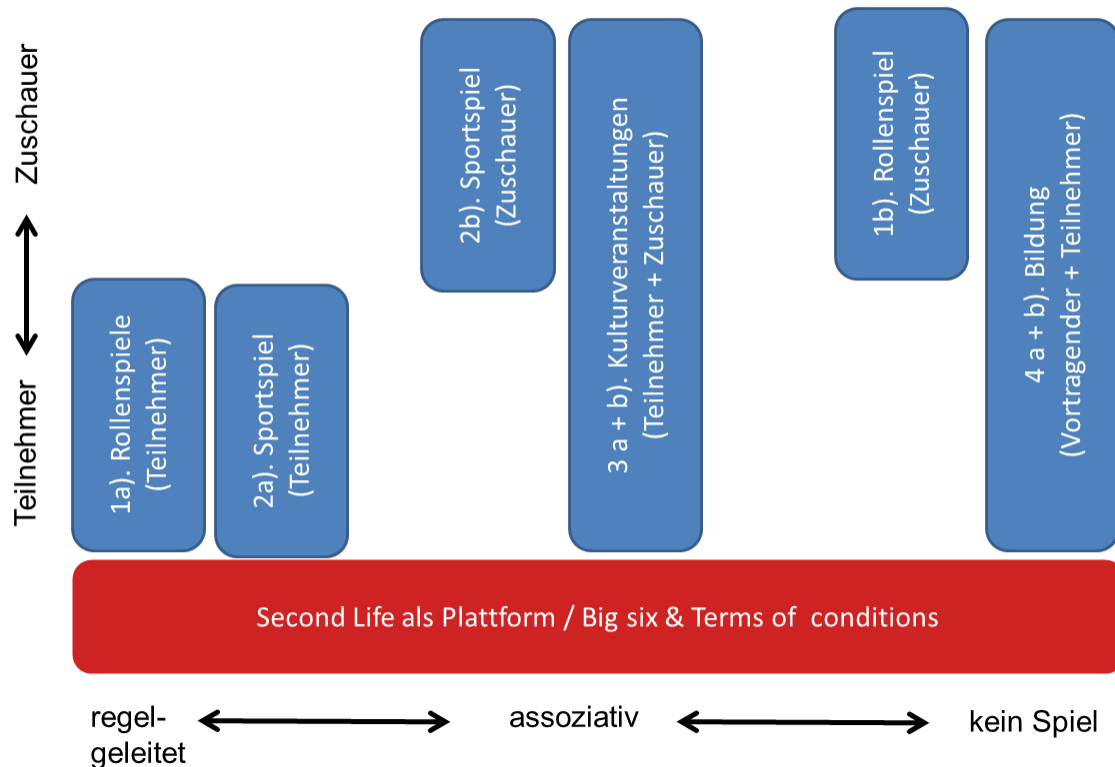 Zuschauer
Teilnehmer
1a). Rollenspiele
(Teilnehmer)
2a). Sportspiel
(Teilnehmer)
2b). Sportspiel
(Zuschauer)
3 a + b). Kulturveranstaltungen
(Teilnehmer + Zuschauer)
1b). Rollenspiel
(Zuschauer)
4 a + b). Bildung
(Vortragender + Teilnehmer)
Second Life als Plattform / Big six & Terms of conditions
regel-
geleitet
assoziativ
kein Spiel